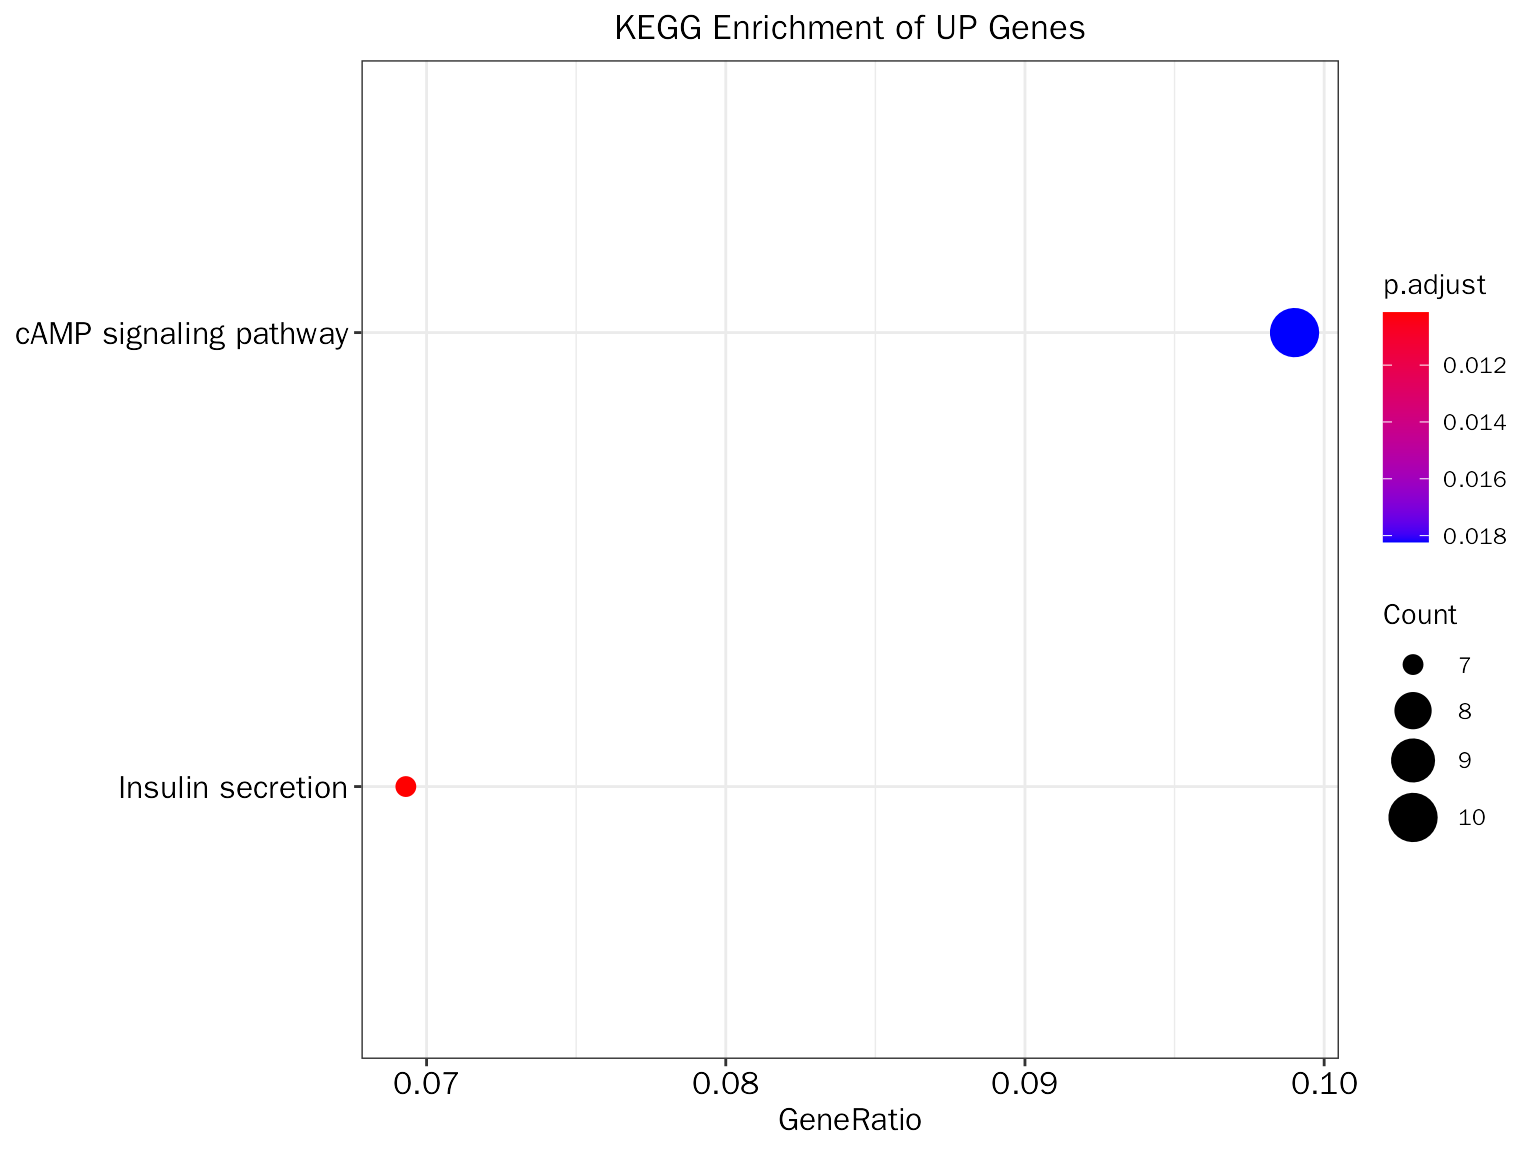 KEGG Enrichment of UP Genes
cAMP signaling pathway
Insulin secretion
0.07 0.08 0.09 0.10
GeneRatio
p.adjust
0.012
0.014
0.016
0.018
Count
7
8
9
10